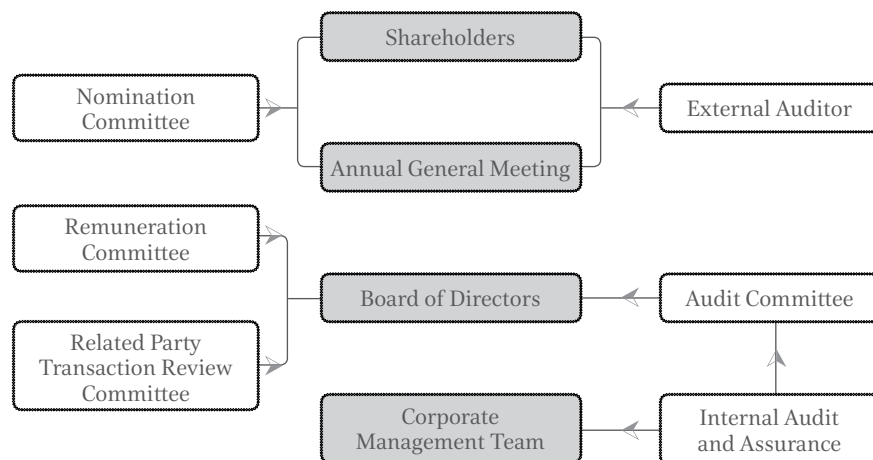 Shareholders
Nomination
Committee
External Auditor
Annual General Meeting
Remuneration
Committee
Board of Directors
Audit Committee
Related Party
Transaction Review
Committee
Corporate
Management Team
Internal Audit
and Assurance